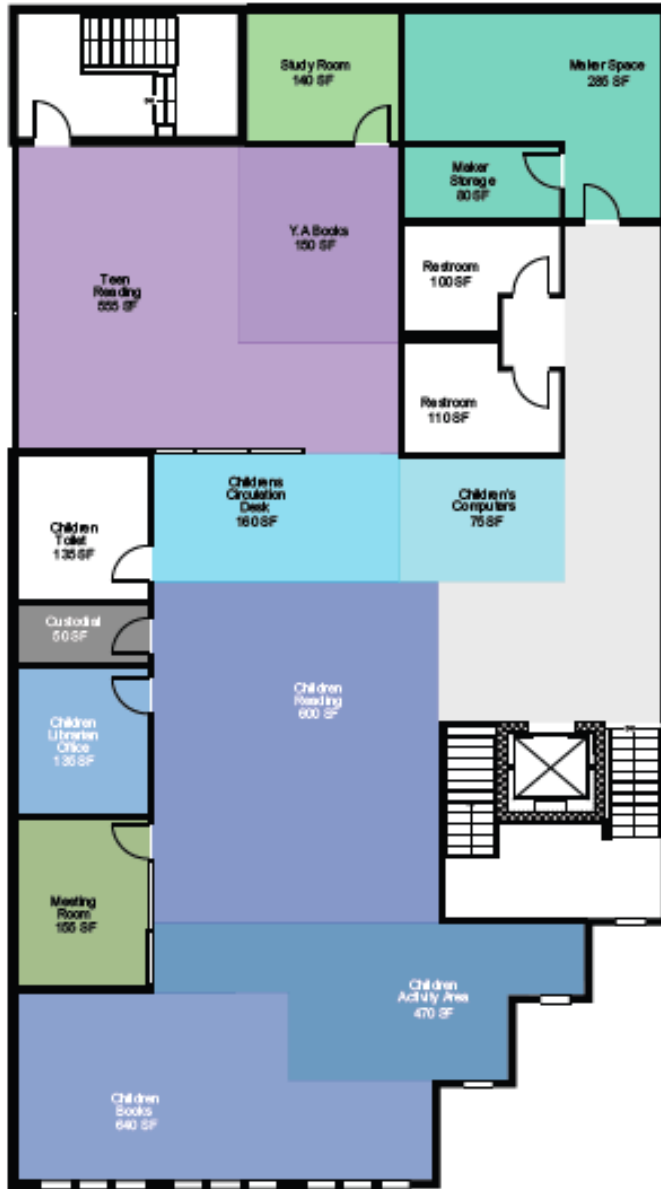 Study Room
140 SF
Maker Space
285 SF
Maker
Storage
80 SF
Y.A Books
150 SF
Teen
Reading
555 SF
Restroom
100 SF
Restroom
110 SF
Childrens
Circulation
Desk
160 SF
Children's
Computers
75 SF
Children
Toilet
135 SF
Custodial
50 SF
Children
Reading
600 SF
Children
Librarian
Office
135 SF
Meeting
Room
155 SF
Children
Activity Area
470 SF
Children
Books
640 SF